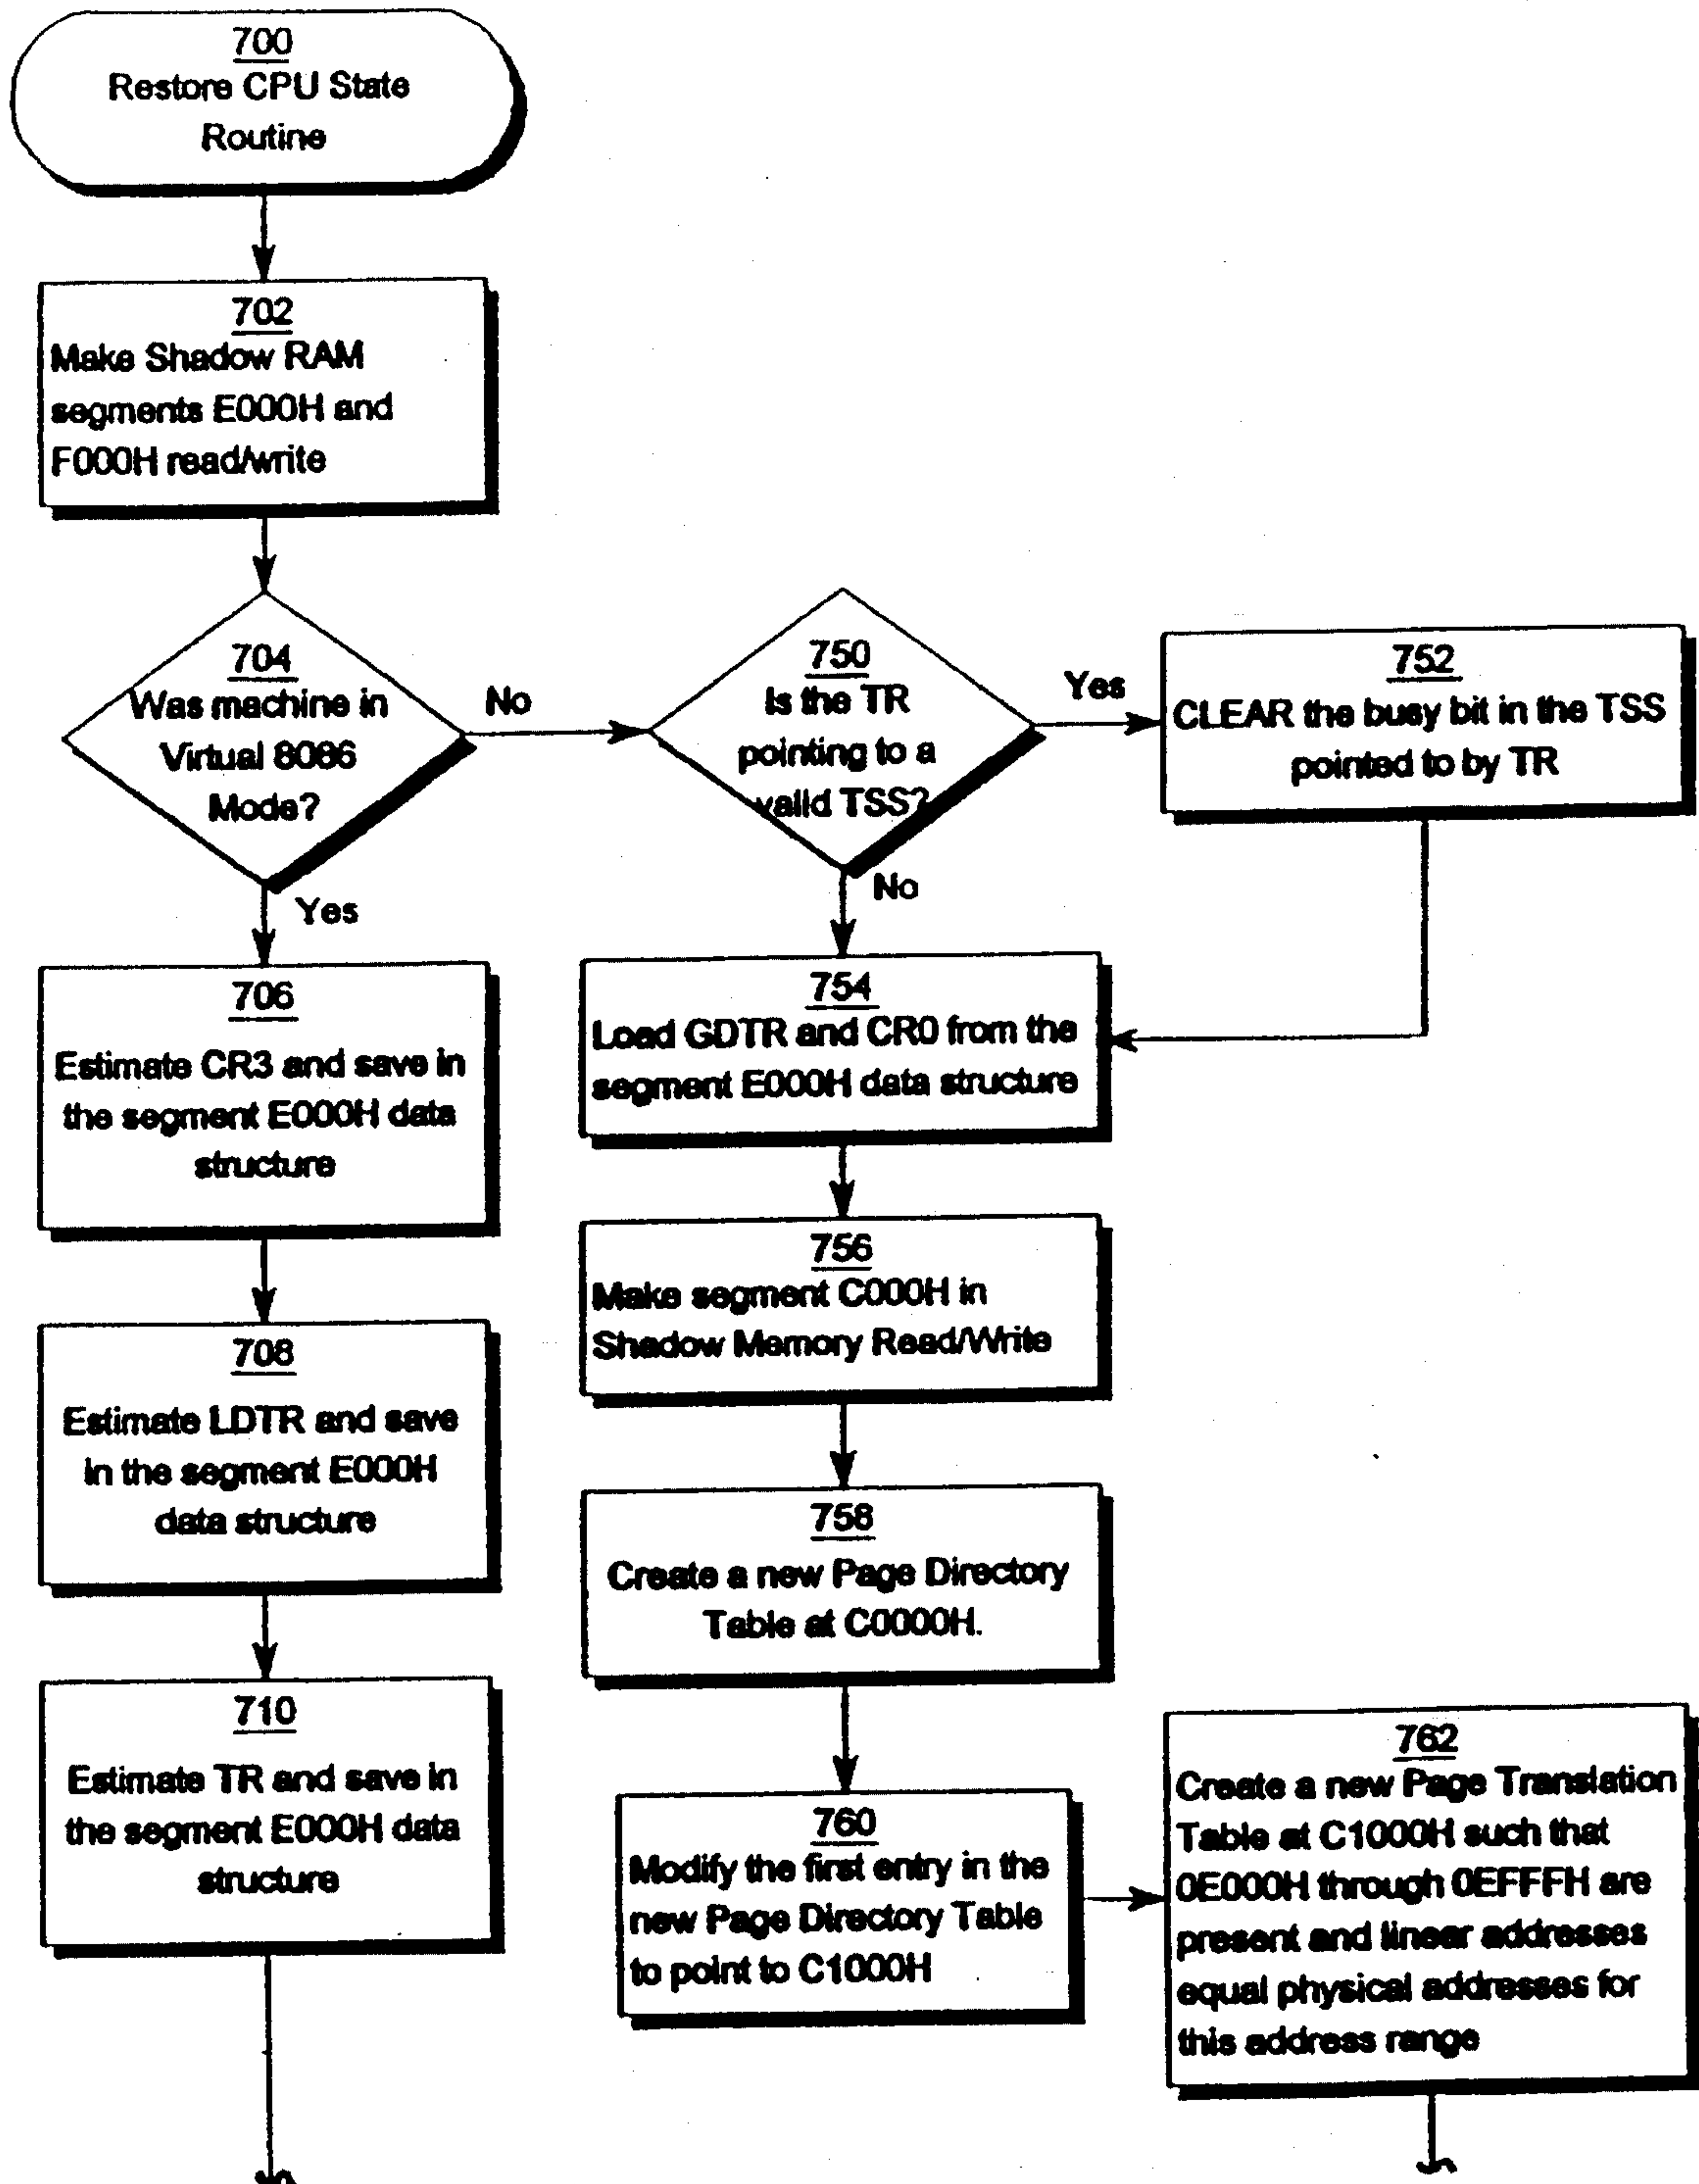 700
Restore CPU State
Routine
702
Make Shadow RAM
segments E000H and
F000H read/write
704
Was machine in
Virtual 8086
Mode?
No
Yes
750
Is the TR
pointing to a
valid TSS?
Yes
No
752
CLEAR the busy bit in the TSS
pointed to by TR
706
Estimate CR3 and save in
the segment E000H data
structure
754
Load GDTR and CR0 from the
segment E000H data structure
708
Estimate LDTR and save
in the segment E000H
data structure
756
Make segment C000H in
Shadow Memory Read/Write
758
Create a new Page Directory
Table at C0000H.
710
Estimate TR and save in
the segment E000H data
structure
760
Modify the first entry in the
new Page Directory Table
to point to C1000H
762
Create a new Page Translation
Table at C1000H such that
0E000H through 0EFFFH are
present and linear addresses
equal physical addresses for
this address range